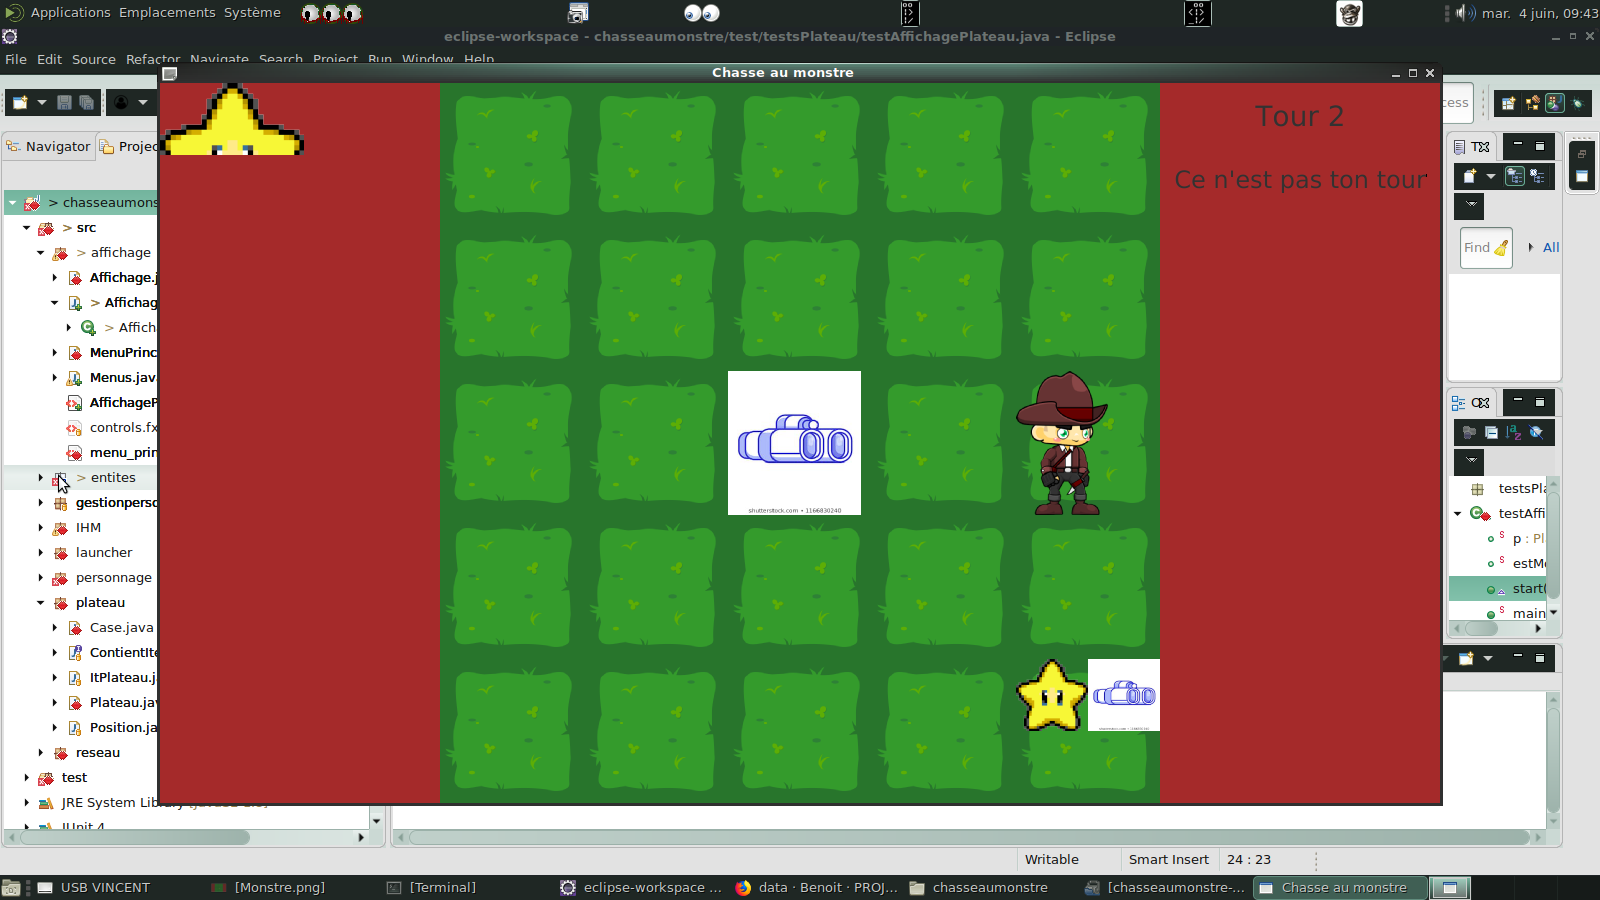 Applications Emplacements Système
mar. 4 juin, 09:43
eclipse-workspace - chasseaumonstre/test/testsPlateau/testAffichagePlateau.java - Eclipse
File Edit Source Refactor Navigate Search Project Run Window Help
Chasse au monstre
cess
Tour 2
Navigator
Projec
Ce n'est pas ton tour
> chasseaumons
> src
> affichage
Find
All
Affichage.j
> Affichag
> Affich
MenuPrinc
Menus.java
AffichageP
controls.fx
menu_prin
> entites
testsPla
gestionperso
testAffi
IHM
p : Pl
launcher
estMo
personnage
start(
plateau
main
Case.java
ContientIte
ItPlateau.j
Plateau.jav
Position.ja
reseau
test
JRE System Library
JUnit 4
shutterstock.com • 1166830240
Writable
Smart Insert
24 : 23
USB VINCENT
[Monstre.png]
[Terminal]
eclipse-workspace ...
data · Benoit · PROJ...
chasseaumonstre
[chasseaumonstre-...
Chasse au monstre